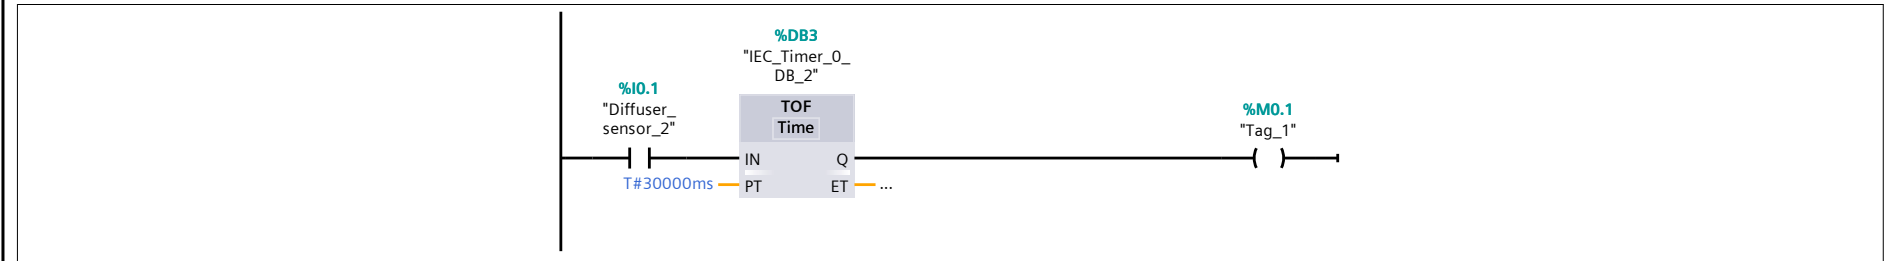 %DB3
"IEC_Timer_0_
DB_2"
%I0.1
"Diffuser_
sensor_2"
TOF
Time
%M0.1
"Tag_1"
IN
Q
T#30000ms
PT
ET
...